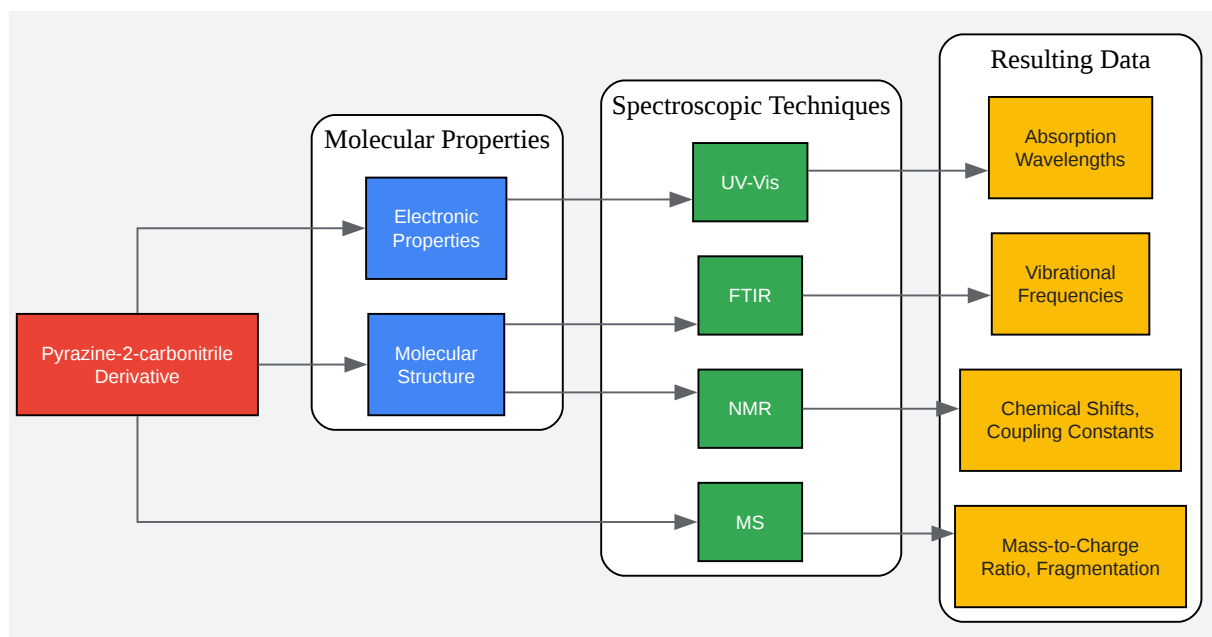 Pyrazine-2-carbonitrile
Derivative
Molecular Properties
Electronic
Properties
Molecular
Structure
Spectroscopic Techniques
UV-Vis
FTIR
NMR
MS
Resulting Data
Absorption
Wavelengths
Vibrational
Frequencies
Chemical Shifts,
Coupling Constants
Mass-to-Charge
Ratio, Fragmentation